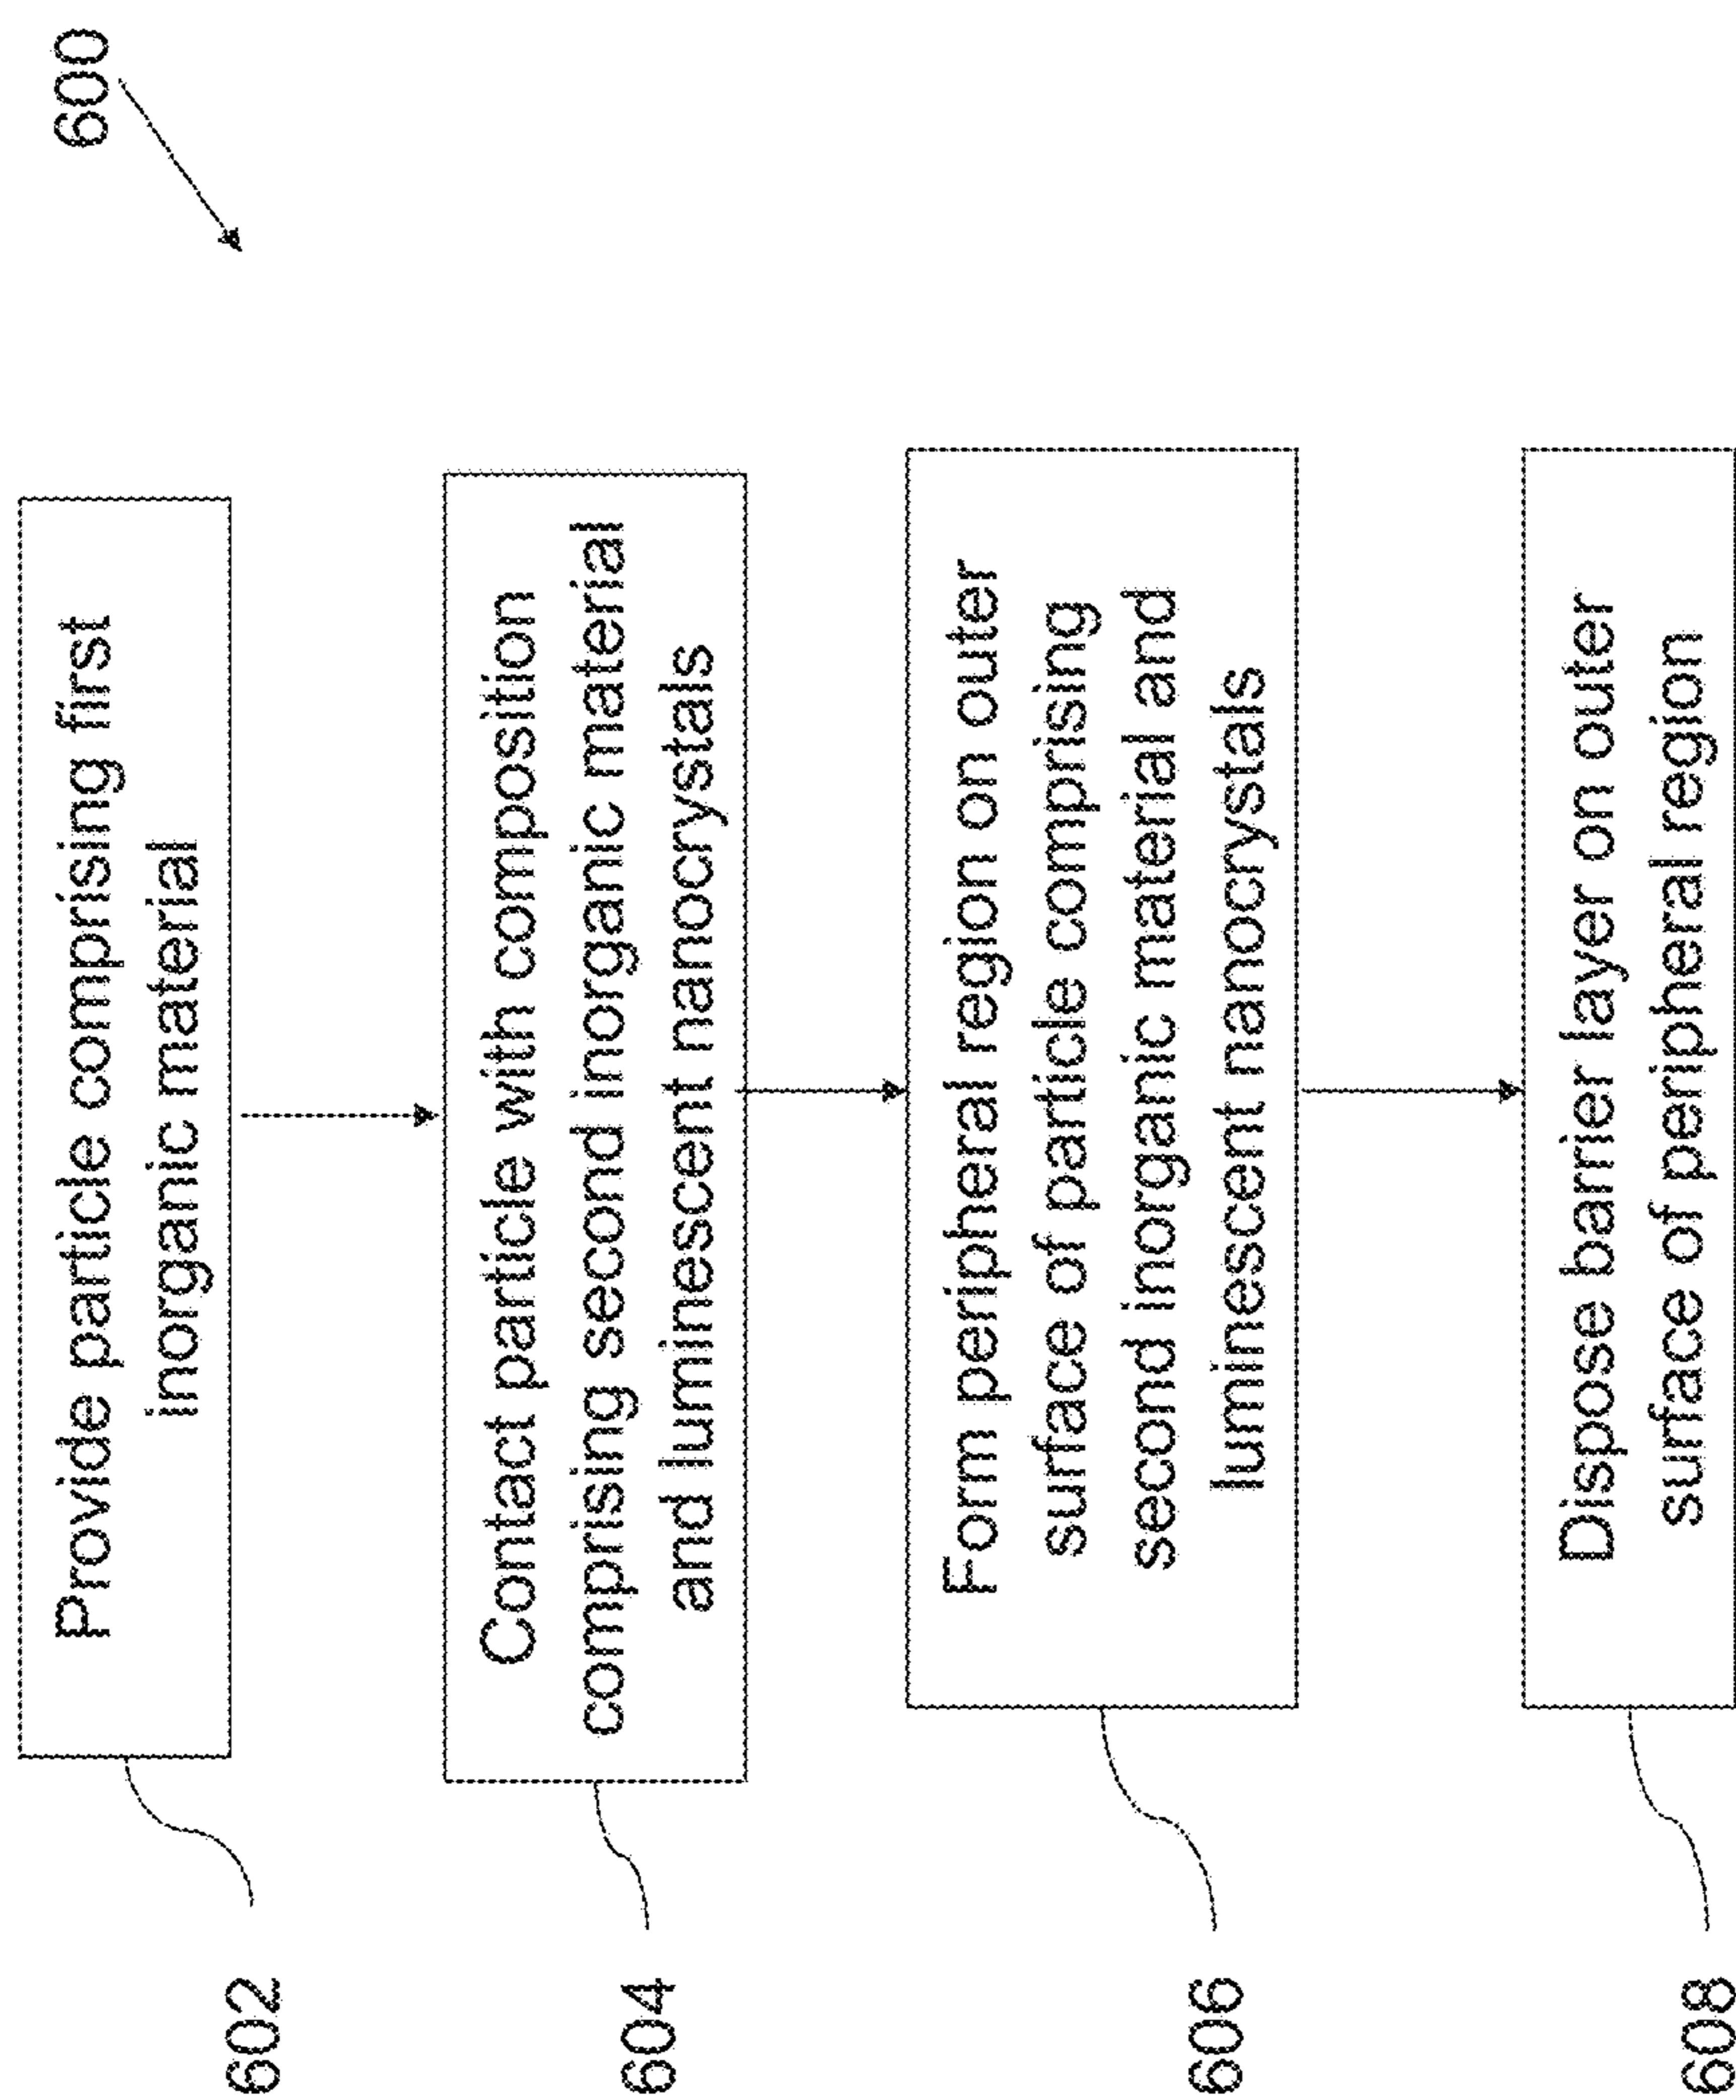 600
602
Provide particle comprising first
inorganic material
604
Contact particle with composition
comprising second inorganic material
and luminescent nanocrystals
606
Form peripheral region on outer
surface of particle comprising
second inorganic material and
luminescent nanocrystals
608
Dispose barrier layer on outer
surface of peripheral region